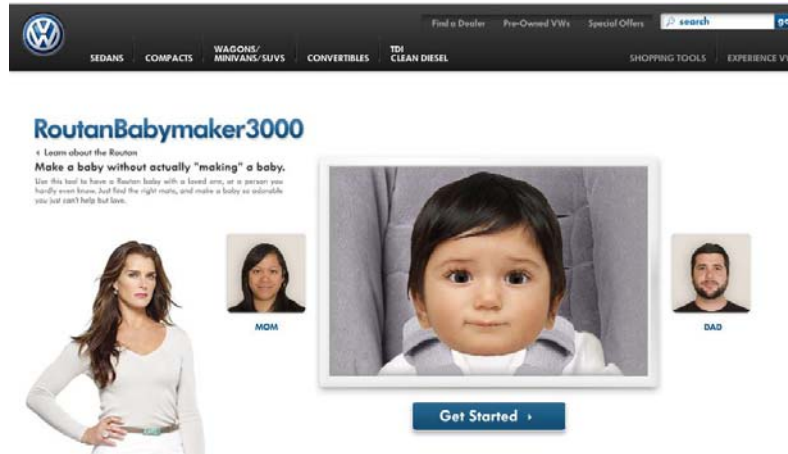 Find a Dealer Pre-Owned VWs Special Offers search
SEDANS COMPACTS WAGONS/ MINIVANS/SUVS CONVERTIBLES TDI CLEAN DIESEL SHOPPING TOOLS EXPERIENCE
RoutanBabymaker3000
‹ Learn about the Routan
Make a baby without actually "making" a baby.
Use this tool to have a Routan baby with a loved one, or a person you
hardly even know. Just find the right mate, and make a baby so adorable
you just can't help but love.
MOM
DAD
Get Started ›